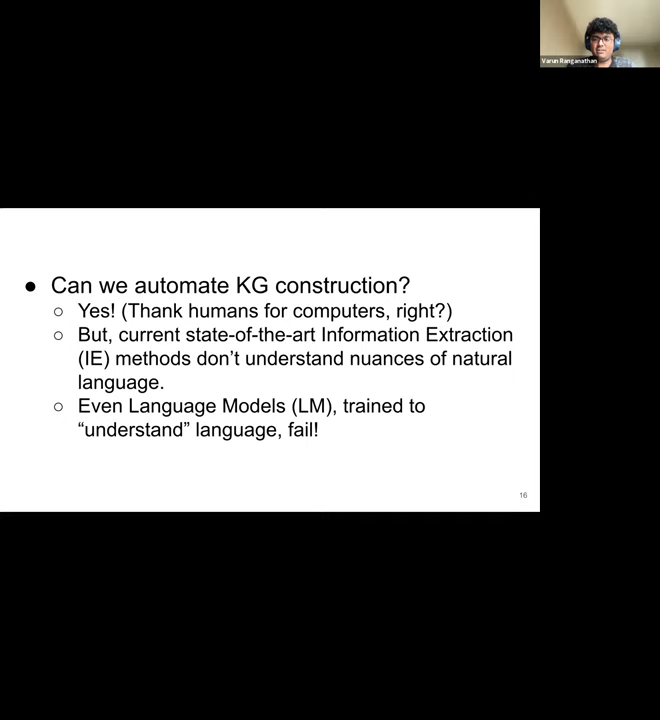 Varun Ranganathan
● Can we automate KG construction?
○ Yes! (Thank humans for computers, right?)
○ But, current state-of-the-art Information Extraction
(IE) methods don’t understand nuances of natural
language.
○ Even Language Models (LM), trained to
“understand” language, fail!
16